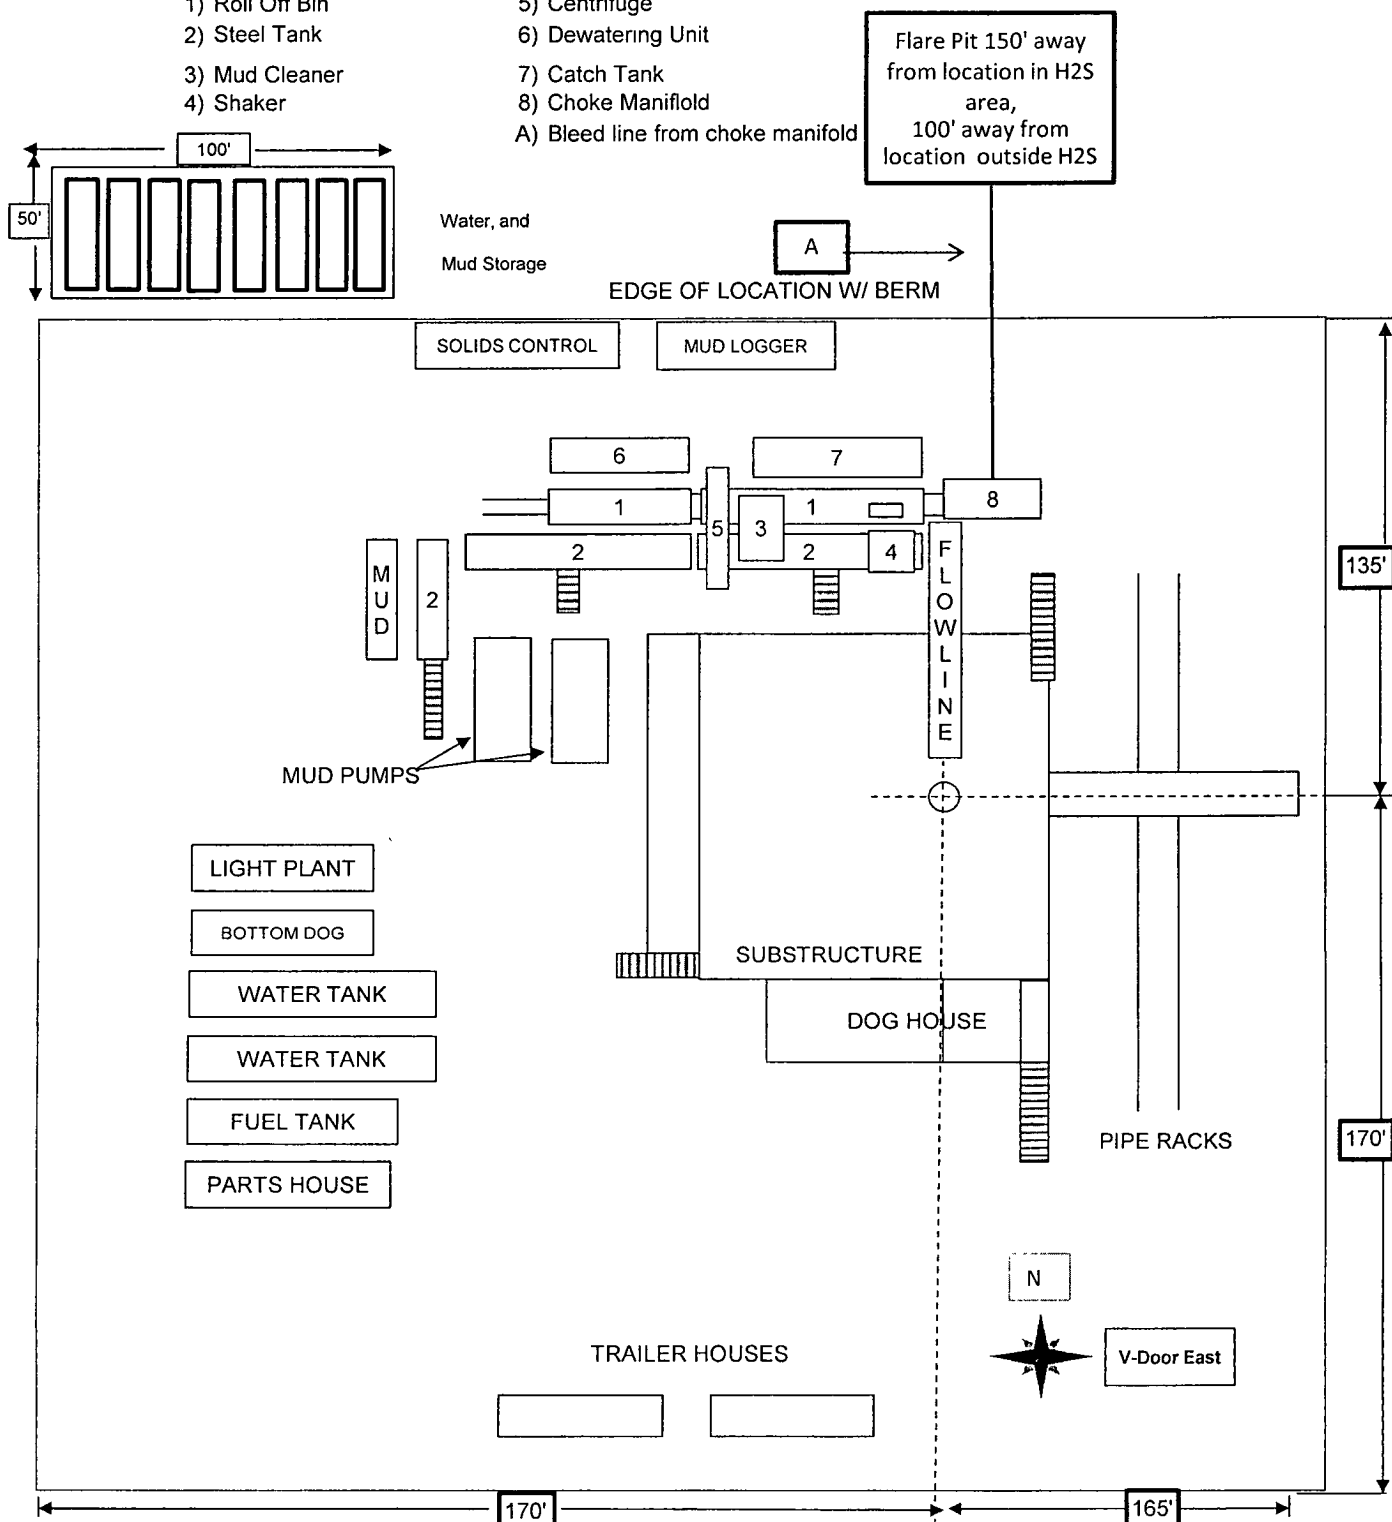 1) Roll Off Bin
2) Steel Tank
3) Mud Cleaner
4) Shaker
5) Centrifuge
6) Dewatering Unit
7) Catch Tank
8) Choke Maniflold
A) Bleed line from choke manifold
Flare Pit 150' away
from location in H2S
area,
100' away from
location outside H2S
100'
50'
Water, and
Mud Storage
A
EDGE OF LOCATION W/ BERM
SOLIDS CONTROL
MUD LOGGER
6
7
1
1
8
5
3
2
2
4
MUD
2
FLOWLINE
135'
MUD PUMPS
LIGHT PLANT
BOTTOM DOG
WATER TANK
WATER TANK
FUEL TANK
PARTS HOUSE
SUBSTRUCTURE
DOG HOUSE
PIPE RACKS
170'
N
V-Door East
TRAILER HOUSES
170'
165'